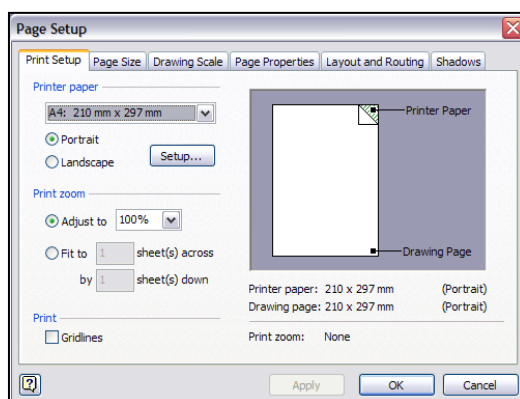 Page Setup
Print Setup Page Size Drawing Scale Page Properties Layout and Routing Shadows
Printer paper
A4: 210 mm x 297 mm
Portrait
Landscape
Setup...
Print zoom
Adjust to 100%
Fit to 1 sheet(s) across
by 1 sheet(s) down
Print
Gridlines
Printer Paper
Drawing Page
Printer paper: 210 x 297 mm (Portrait)
Drawing page: 210 x 297 mm (Portrait)
Print zoom: None
? Apply OK Cancel